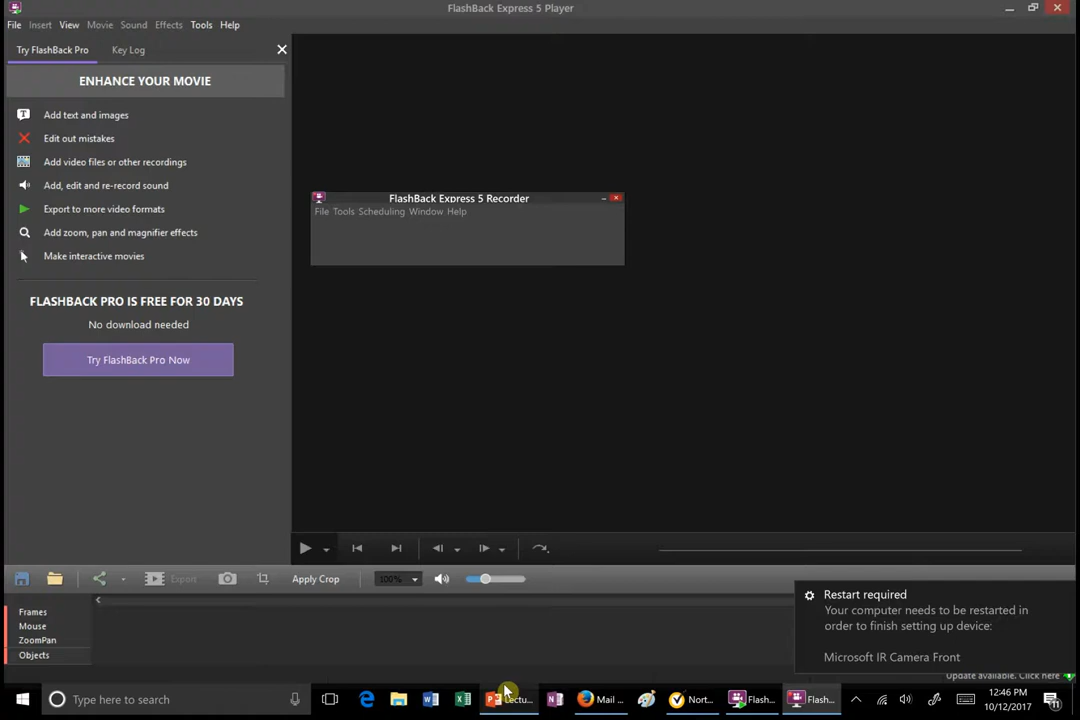 FlashBack Express 5 Player
File Insert View Movie Sound Effects Tools Help
Try FlashBack Pro Key Log
ENHANCE YOUR MOVIE
Add text and images
Edit out mistakes
Add video files or other recordings
Add, edit and re-record sound
Export to more video formats
Add zoom, pan and magnifier effects
Make interactive movies
FLASHBACK PRO IS FREE FOR 30 DAYS
No download needed
Try FlashBack Pro Now
FlashBack Express 5 Recorder
File Tools Scheduling Window Help
Export Apply Crop 100%
Frames
Mouse
ZoomPan
Objects
Restart required
Your computer needs to be restarted in
order to finish setting up device:
Microsoft IR Camera Front
Update available. Click here
Type here to search
Lectu...
Mail ...
Nort...
Flash...
Flash...
12:46 PM
10/12/2017
11